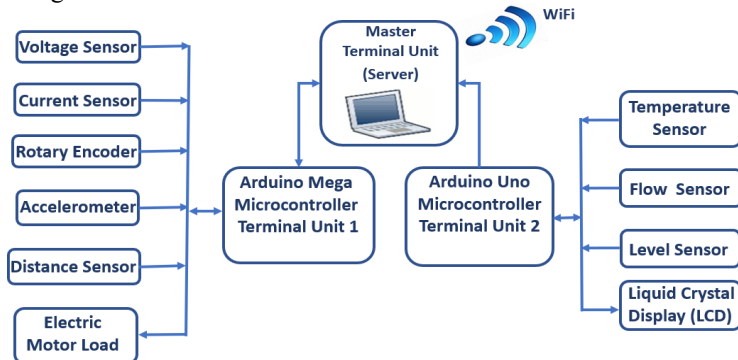 WiFi
Master
Terminal Unit
(Server)
Voltage Sensor
Current Sensor
Rotary Encoder
Accelerometer
Distance Sensor
Electric
Motor Load
Arduino Mega
Microcontroller
Terminal Unit 1
Arduino Uno
Microcontroller
Terminal Unit 2
Temperature
Sensor
Flow Sensor
Level Sensor
Liquid Crystal
Display (LCD)